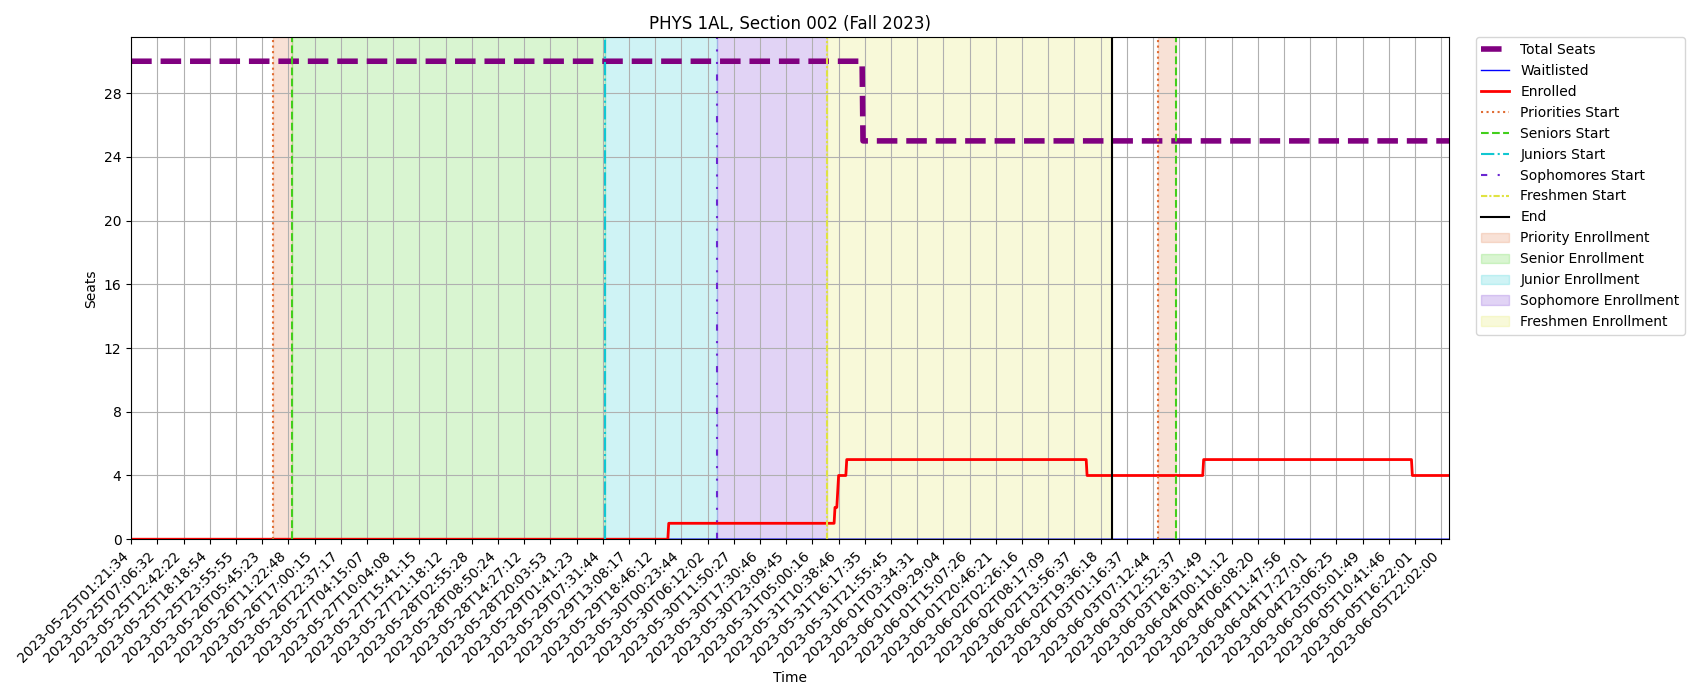 PHYS 1AL, Section 002 (Fall 2023)
Seats
28
24
20
16
12
8
4
0
2023-05-25T01:21:34
2023-05-25T07:06:32
2023-05-25T12:42:22
2023-05-25T18:18:54
2023-05-25T23:55:55
2023-05-26T05:45:23
2023-05-26T11:22:48
2023-05-26T17:00:15
2023-05-26T22:37:17
2023-05-27T04:15:07
2023-05-27T10:04:08
2023-05-27T15:41:15
2023-05-27T21:18:12
2023-05-28T02:55:28
2023-05-28T08:50:24
2023-05-28T14:27:12
2023-05-28T20:03:53
2023-05-29T01:41:23
2023-05-29T07:31:44
2023-05-29T13:08:17
2023-05-29T18:46:12
2023-05-30T00:23:44
2023-05-30T06:12:02
2023-05-30T11:50:27
2023-05-30T17:30:46
2023-05-30T23:09:45
2023-05-31T05:00:16
2023-05-31T10:38:46
2023-05-31T16:17:35
2023-05-31T21:55:45
2023-06-01T03:34:31
2023-06-01T09:29:04
2023-06-01T15:07:26
2023-06-01T20:46:21
2023-06-02T02:26:16
2023-06-02T08:17:09
2023-06-02T13:56:37
2023-06-02T19:36:18
2023-06-03T01:16:37
2023-06-03T07:12:44
2023-06-03T12:52:37
2023-06-03T18:31:49
2023-06-04T00:11:12
2023-06-04T06:08:20
2023-06-04T11:47:56
2023-06-04T17:27:01
2023-06-04T23:06:25
2023-06-05T05:01:49
2023-06-05T10:41:46
2023-06-05T16:22:01
2023-06-05T22:02:00
Time
Total Seats
Waitlisted
Enrolled
Priorities Start
Seniors Start
Juniors Start
Sophomores Start
Freshmen Start
End
Priority Enrollment
Senior Enrollment
Junior Enrollment
Sophomore Enrollment
Freshmen Enrollment